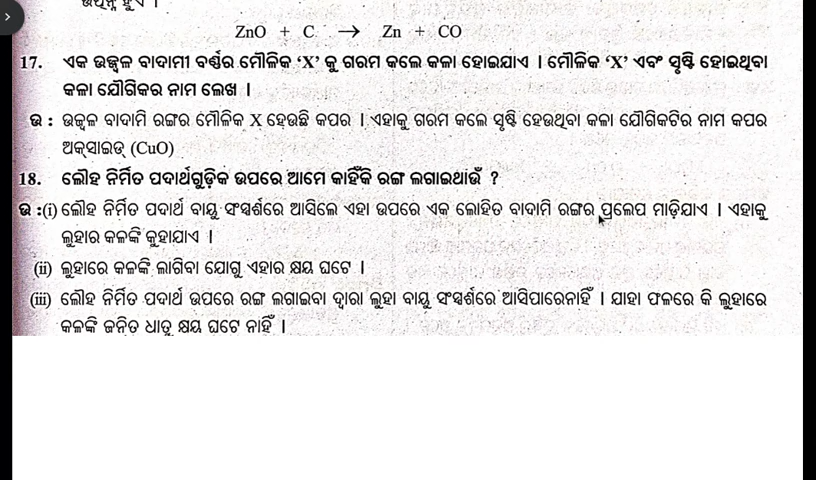 ZnO + C → Zn + CO
17. ଏକ ଉଜ୍ଜ୍ଵଳ ବାଦାମୀ ବର୍ଣ୍ଣର ମୌଳିକ ‘X’ କୁ ଗରମ କଲେ କଳା ହୋଇଯାଏ । ମୌଳିକ ‘X’ ଏବଂ ସୃଷ୍ଟି ହୋଇଥିବା
କଳା ଯୌଗିକର ନାମ ଲେଖ ।
ଉ : ଉଜ୍ଜ୍ଵଳ ବାଦାମି ରଙ୍ଗର ମୌଳିକ X ହେଉଛି କପର । ଏହାକୁ ଗରମ କଲେ ସୃଷ୍ଟି ହେଉଥିବା କଳା ଯୌଗିକଟିର ନାମ କପର
ଅକ୍ସାଇଡ୍ (CuO)
18. ଲୌହ ନିର୍ମିତ ପଦାର୍ଥଗୁଡ଼ିକ ଉପରେ ଆମେ କାହିଁକି ରଙ୍ଗ ଲଗାଇଥାଉଁ ?
ଉ :(i) ଲୌହ ନିର୍ମିତ ପଦାର୍ଥ ବାୟୁ ସଂସ୍ପର୍ଶରେ ଆସିଲେ ଏହା ଉପରେ ଏକ ଲୋହିତ ବାଦାମି ରଙ୍ଗର ପ୍ରଲେପ ମାଡ଼ିଯାଏ । ଏହାକୁ
ଲୁହାର କଳଙ୍କି କୁହାଯାଏ ।
(ii) ଲୁହାରେ କଳଙ୍କି ଲାଗିବା ଯୋଗୁ ଏହାର କ୍ଷୟ ଘଟେ ।
(iii) ଲୌହ ନିର୍ମିତ ପଦାର୍ଥ ଉପରେ ରଙ୍ଗ ଲଗାଇବା ଦ୍ୱାରା ଲୁହା ବାୟୁ ସଂସ୍ପର୍ଶରେ ଆସିପାରେନାହିଁ । ଯାହା ଫଳରେ କି ଲୁହାରେ
କଳଙ୍କି ଜନିତ ଧାତୁ କ୍ଷୟ ଘଟେ ନାହିଁ ।